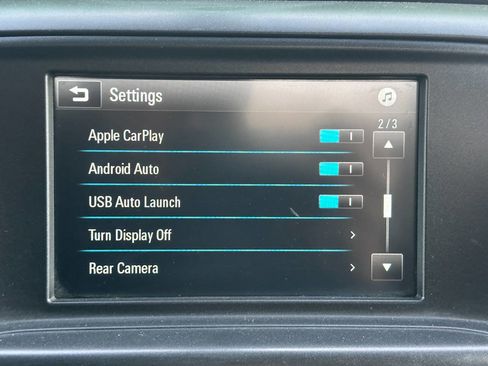 Settings
2/3
Apple CarPlay
Android Auto
USB Auto Launch
Turn Display Off
Rear Camera